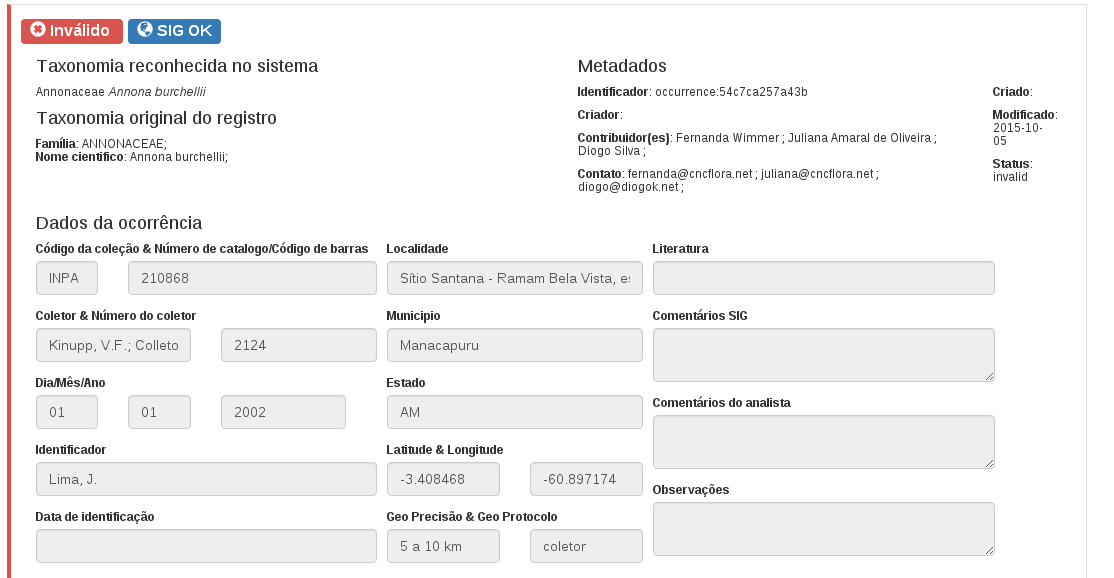 Inválido SIG OK
Taxonomia reconhecida no sistema
Annonaceae Annona burchellii
Taxonomia original do registro
Família: ANNONACEAE;
Nome cientifico: Annona burchellii;
Metadados
Identificador: occurrence:54c7ca257a43b
Criador:
Contribuidor(es): Fernanda Wimmer ; Juliana Amaral de Oliveira ;
Diogo Silva ;
Contato: fernanda@cncflora.net ; juliana@cncflora.net ;
diogo@diogok.net ;
Criado:
Modificado:
2015-10-
05
Status:
invalid
Dados da ocorrência
Código da coleção & Número de catalogo/Código de barras
INPA 210868
Coletor & Número do coletor
Kinupp, V.F.; Colleto 2124
Dia/Mês/Ano
01 01 2002
Identificador
Lima, J.
Data de identificação
Localidade
Sítio Santana - Ramam Bela Vista, e
Municipio
Manacapuru
Estado
AM
Latitude & Longitude
-3.408468 -60.897174
Geo Precisão & Geo Protocolo
5 a 10 km coletor
Literatura
Comentários SIG
Comentários do analista
Observações